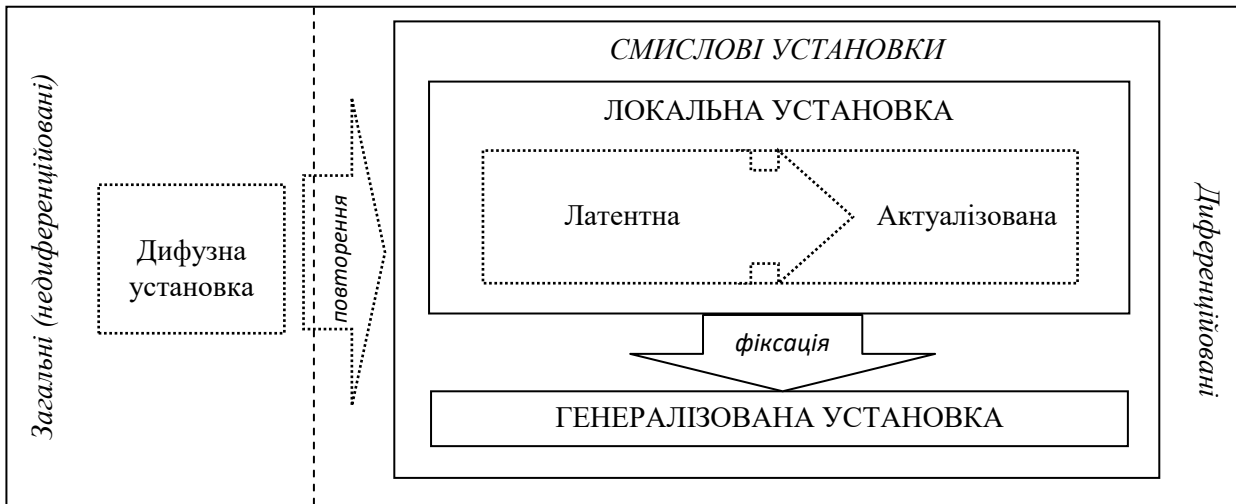 Загальні (недиференційовані)
Дифузна
установка
повторення
СМИСЛОВІ УСТАНОВКИ
ЛОКАЛЬНА УСТАНОВКА
Латентна
Актуалізована
фіксація
ГЕНЕРАЛІЗОВАНА УСТАНОВКА
Диференційовані